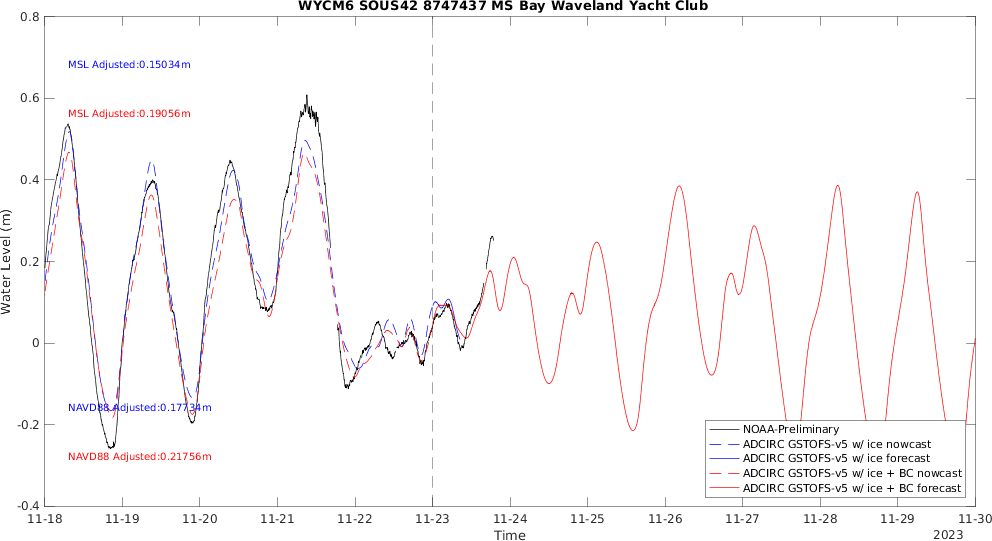 WYCM6 SOUS42 8747437 MS Bay Waveland Yacht Club
0.8
0.6
0.4
0.2
0
-0.2
-0.4
Water Level (m)
MSL Adjusted:0.15034m
MSL Adjusted:0.19056m
NAVD88 Adjusted:0.17734m
NAVD88 Adjusted:0.21756m
NOAA-Preliminary
ADCIRC GSTOFS-v5 w/ ice nowcast
ADCIRC GSTOFS-v5 w/ ice forecast
ADCIRC GSTOFS-v5 w/ ice + BC nowcast
ADCIRC GSTOFS-v5 w/ ice + BC forecast
11-18 11-19 11-20 11-21 11-22 11-23 11-24 11-25 11-26 11-27 11-28 11-29 11-30
Time
2023